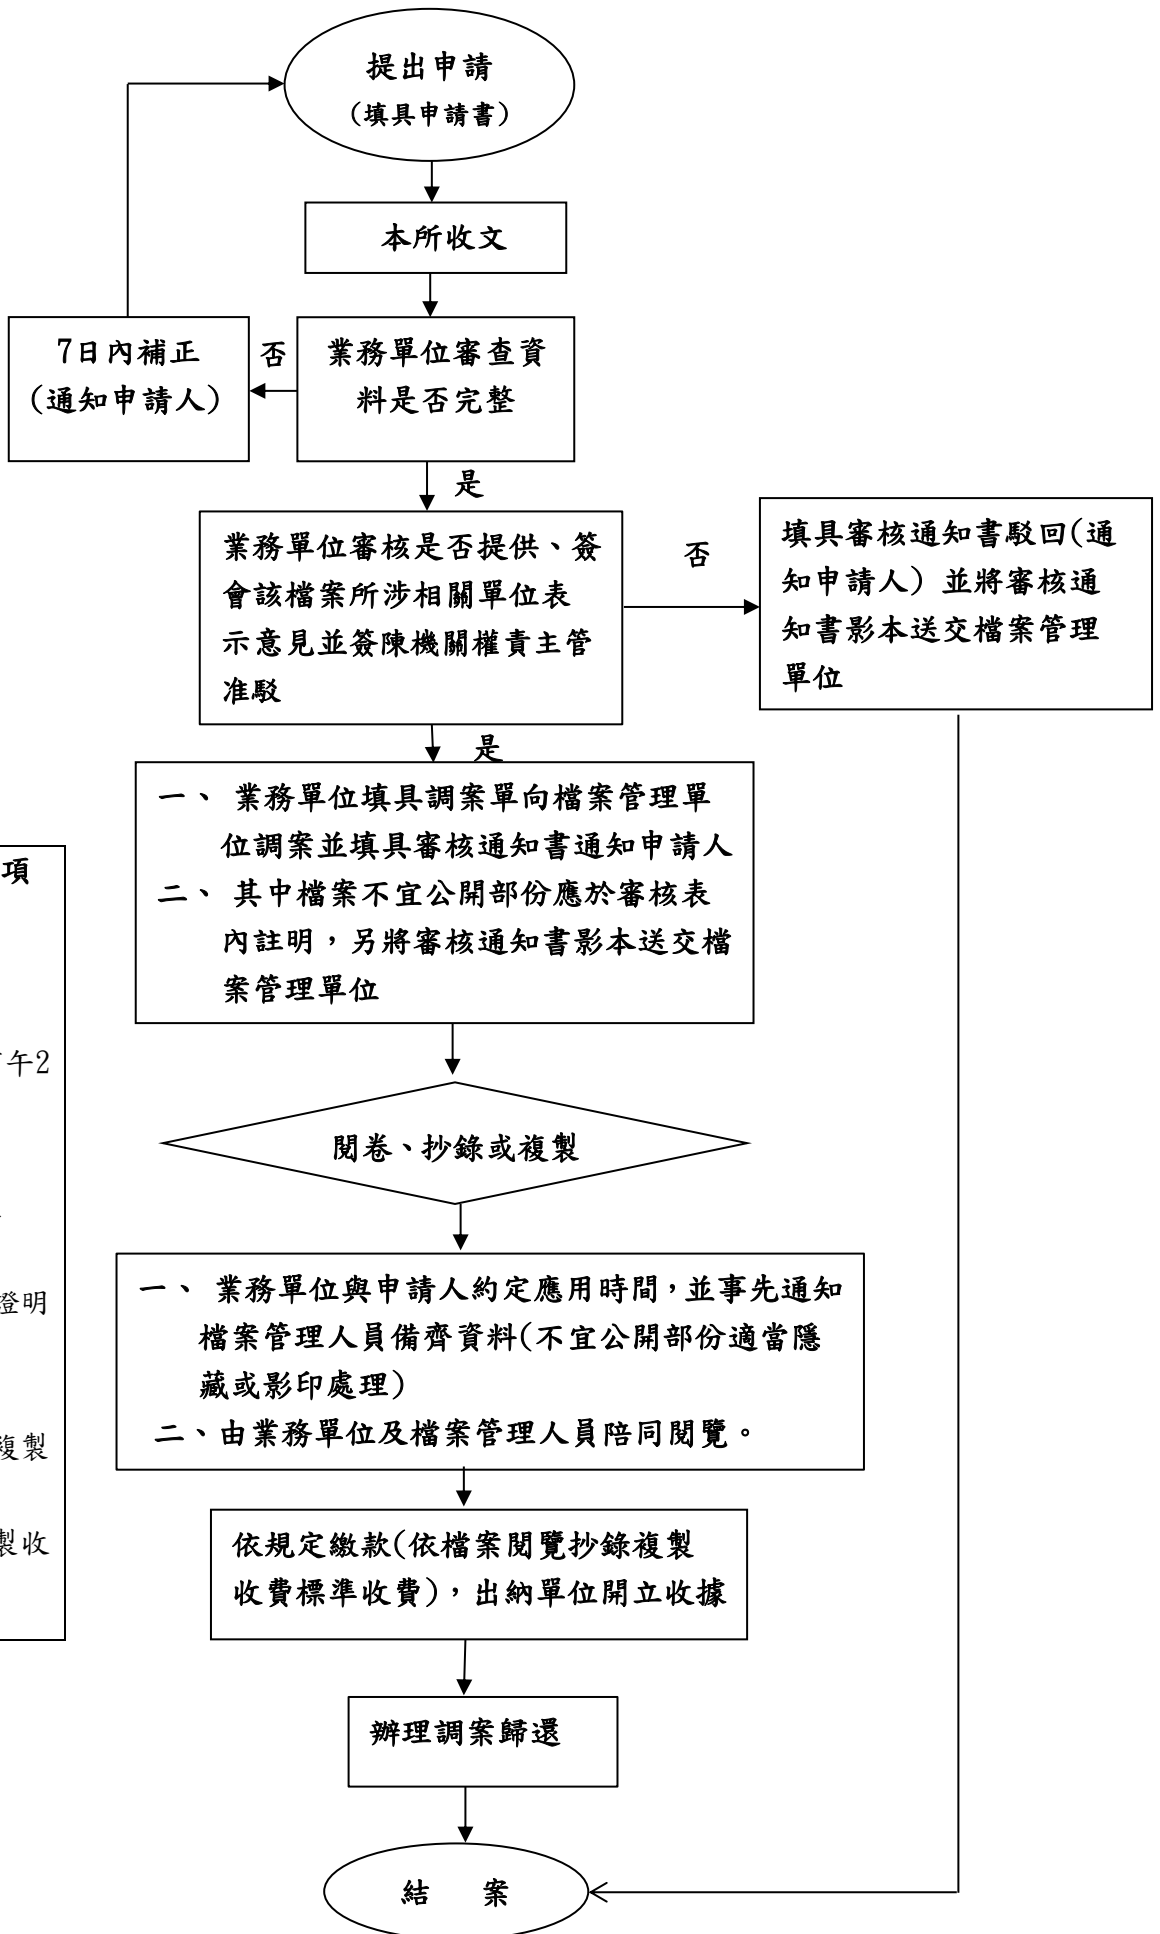 提出申請
(填具申請書)
本所收文
業務單位審查資
料是否完整
否
7日內補正
(通知申請人)
是
業務單位審核是否提供、簽
會該檔案所涉相關單位表
示意見並簽陳機關權責主管
准駁
否
填具審核通知書駁回(通
知申請人)並將審核通
知書影本送交檔案管理
單位
是
一、 業務單位填具調案單向檔案管理單
位調案並填具審核通知書通知申請人
二、 其中檔案不宜公開部份應於審核表
內註明，另將審核通知書影本送交檔
案管理單位
項
午2
證明
複製
製收
閱卷、抄錄或複製
一、 業務單位與申請人約定應用時間，並事先通知
檔案管理人員備齊資料(不宜公開部份適當隱
藏或影印處理)
二、由業務單位及檔案管理人員陪同閱覽。
依規定繳款(依檔案閱覽抄錄複製
收費標準收費)，出納單位開立收據
辦理調案歸還
結 案